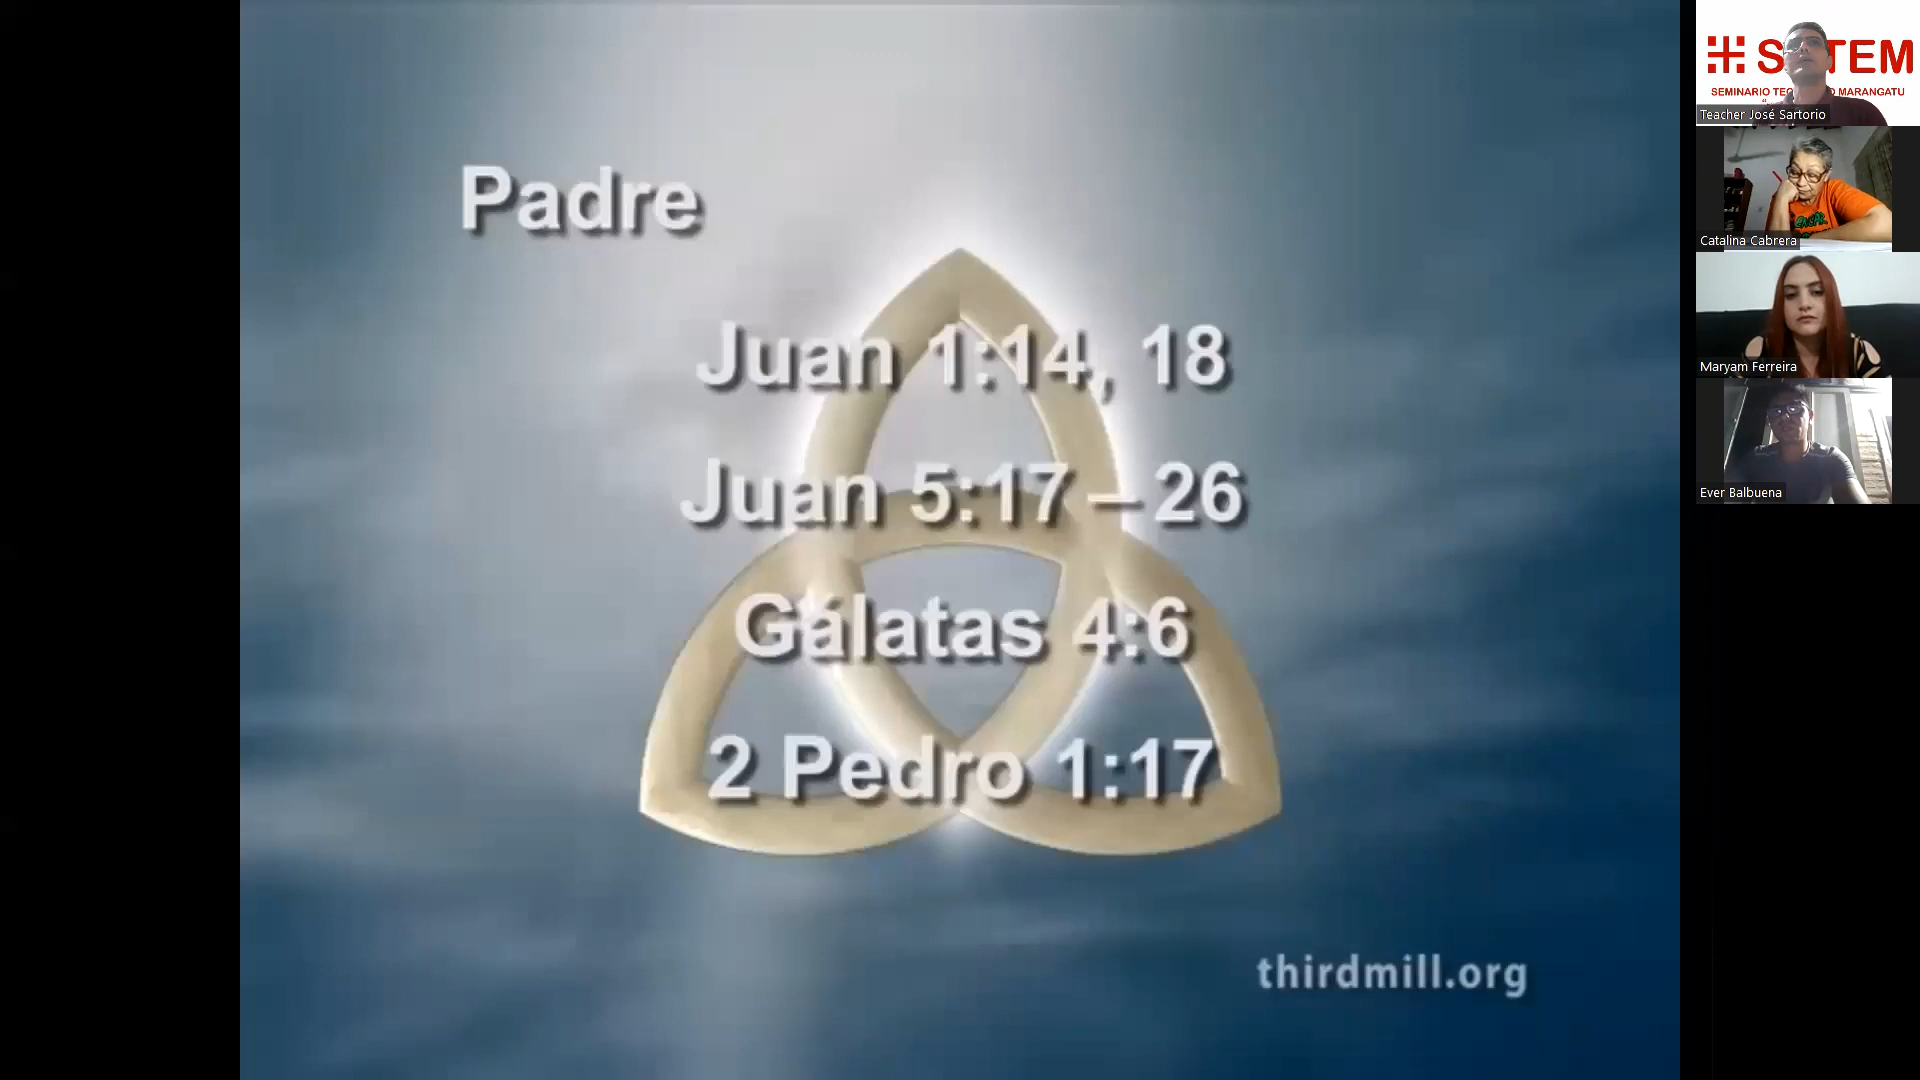 Padre
Juan 1:14, 18
Juan 5:17 – 26
Gálatas 4:6
2 Pedro 1:17
thirdmill.org
SEMINARIO MARANGATU
Teacher José Sartorio
Catalina Cabrera
Maryam Ferreira
Ever Balbuena